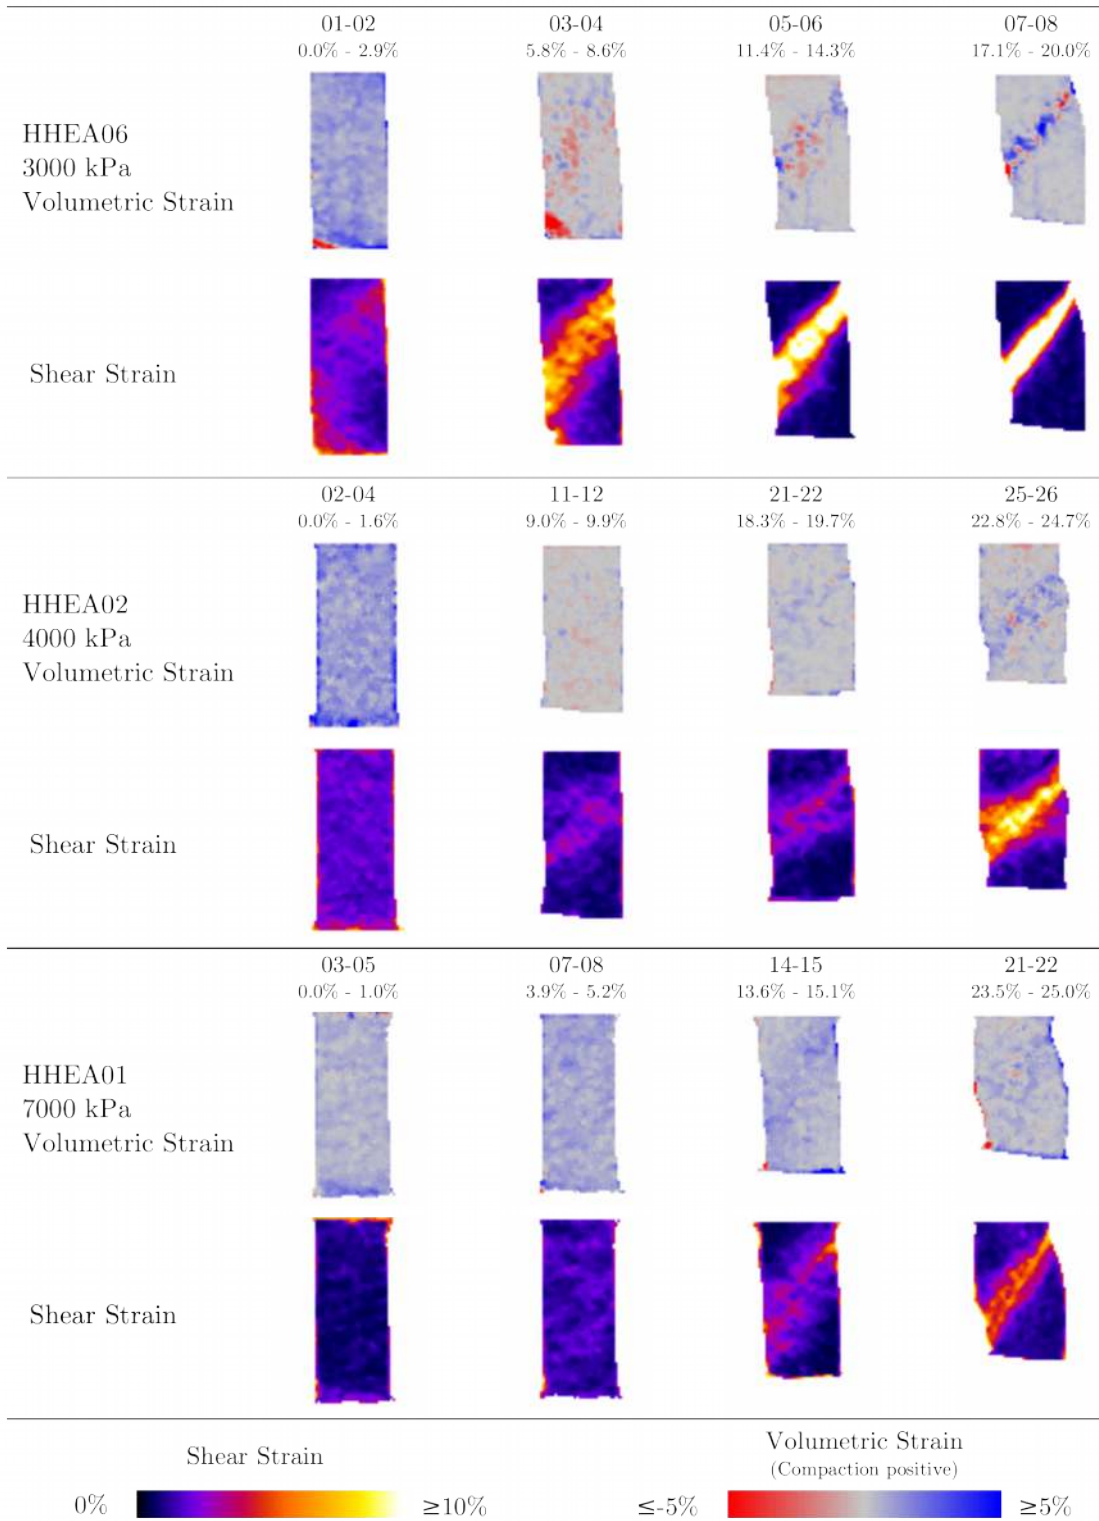 01-02 03-04 05-06 07-08
0.0% - 2.9% 5.8% - 8.6% 11.4% - 14.3% 17.1% - 20.0%
HHEA06
3000 kPa
Volumetric Strain
Shear Strain
02-04 11-12 21-22 25-26
0.0% - 1.6% 9.0% - 9.9% 18.3% - 19.7% 22.8% - 24.7%
HHEA02
4000 kPa
Volumetric Strain
Shear Strain
03-05 07-08 14-15 21-22
0.0% - 1.0% 3.9% - 5.2% 13.6% - 15.1% 23.5% - 25.0%
HHEA01
7000 kPa
Volumetric Strain
Shear Strain
Shear Strain
0% ≥10%
Volumetric Strain
(Compaction positive)
≤-5% ≥5%